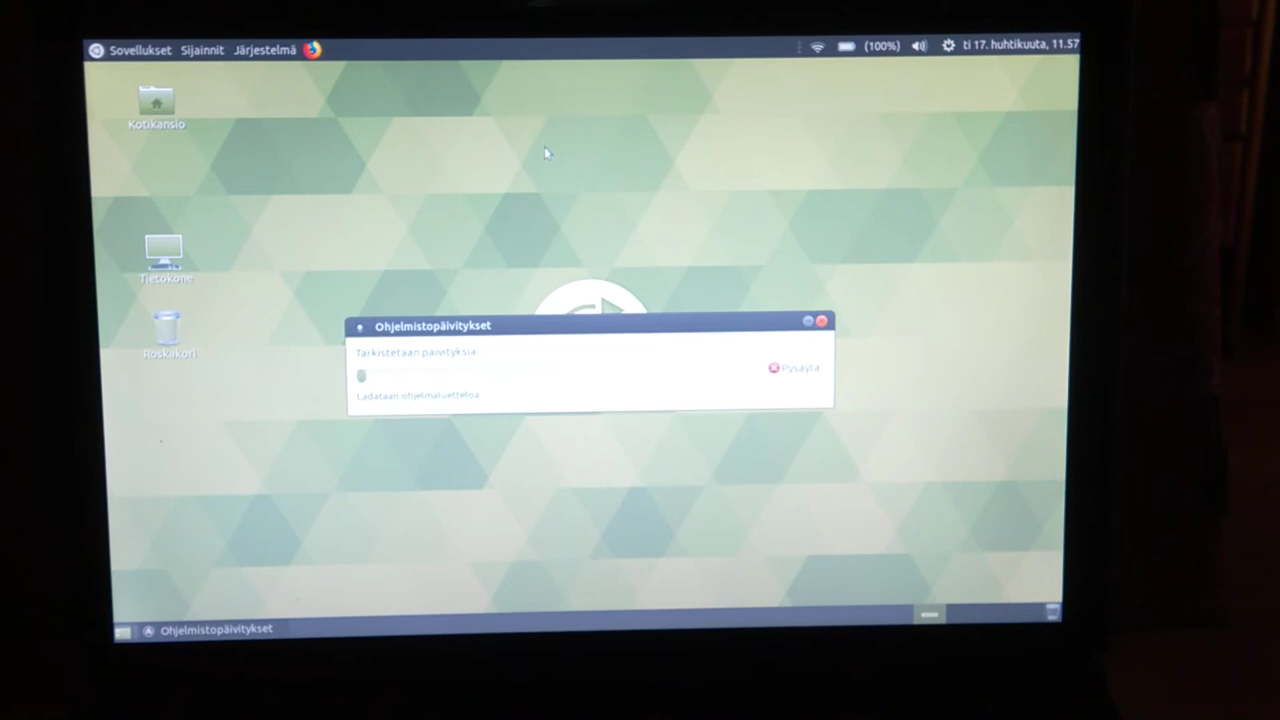 Sovellukset Sijainnit Järjestelmä (100%) ti 17. huhtikuuta, 11.57
Kotikansio
Tietokone
Roskakori
Ohjelmistopäivitykset
Tarkistetaan päivityksiä...
Pysäytä
Ladataan ohjelmaluetteloa
Ohjelmistopäivitykset